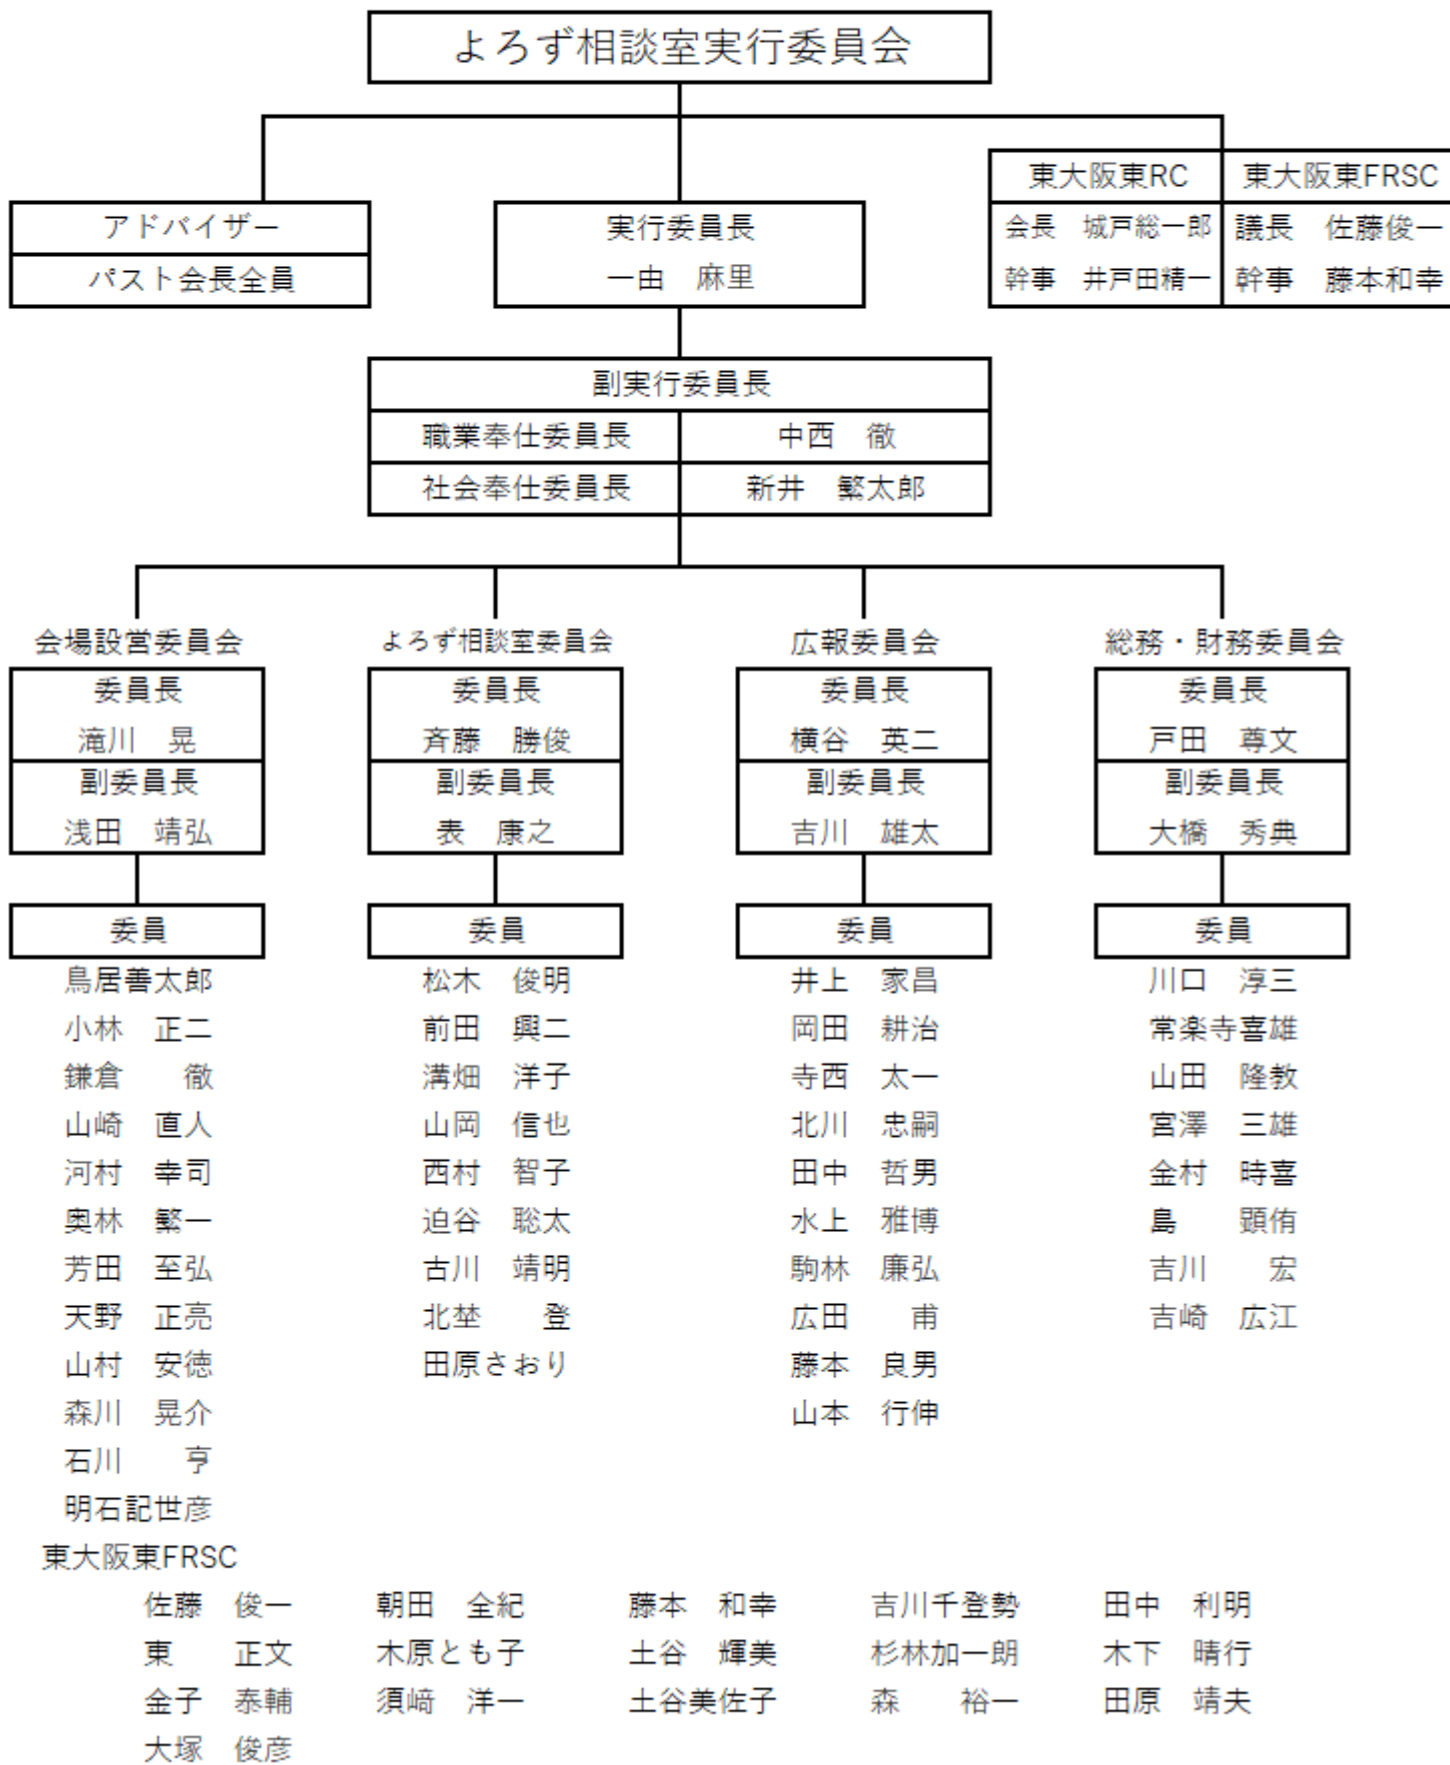 よろず相談室実行委員会
アドバイザー
パスト会長全員
実行委員長
一由　麻里
東大阪東RC
会長　城戸総一郎
幹事　井戸田精一
東大阪東FRSC
議長　佐藤俊一
幹事　藤本和幸
副実行委員長
職業奉仕委員長　中西　徹
社会奉仕委員長　新井　繁太郎
会場設営委員会
委員長
滝川　晃
副委員長
浅田　靖弘
委員
鳥居善太郎
小林　正二
鎌倉　　徹
山崎　直人
河村　幸司
奥林　繁一
芳田　至弘
天野　正亮
山村　安徳
森川　晃介
石川　　亨
明石記世彦
よろず相談室委員会
委員長
斉藤　勝俊
副委員長
表　康之
委員
松木　俊明
前田　興二
溝畑　洋子
山岡　信也
西村　智子
迫谷　聡太
古川　靖明
北埜　　登
田原さおり
広報委員会
委員長
横谷　英二
副委員長
吉川　雄太
委員
井上　家昌
岡田　耕治
寺西　太一
北川　忠嗣
田中　哲男
水上　雅博
駒林　廉弘
広田　　甫
藤本　良男
山本　行伸
総務・財務委員会
委員長
戸田　尊文
副委員長
大橋　秀典
委員
川口　淳三
常楽寺喜雄
山田　隆教
宮澤　三雄
金村　時喜
島　　顕侑
吉川　　宏
吉崎　広江
東大阪東FRSC
佐藤　俊一　朝田　全紀　藤本　和幸　吉川千登勢　田中　利明
東　　正文　木原とも子　土谷　輝美　杉林加一朗　木下　晴行
金子　泰輔　須﨑　洋一　土谷美佐子　森　　裕一　田原　靖夫
大塚　俊彦